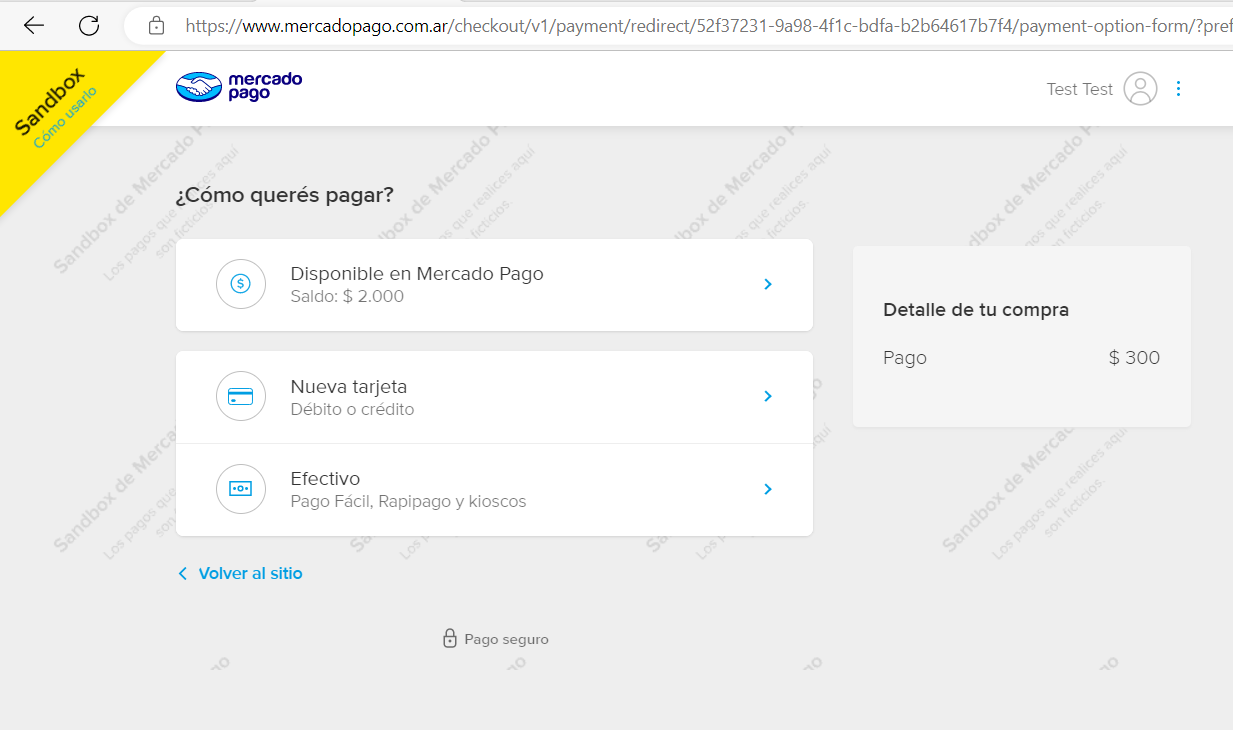 https://www.mercadopago.com.ar/checkout/v1/payment/redirect/52f37231-9a98-4f1c-bdfa-b2b64617b7f4/payment-option-form/?pref
Sandbox
Cómo usarlo
mercado
pago
Test Test
¿Cómo querés pagar?
Disponible en Mercado Pago
Saldo: $ 2.000
Nueva tarjeta
Débito o crédito
Efectivo
Pago Fácil, Rapipago y kioscos
Volver al sitio
Pago seguro
Detalle de tu compra
Pago $ 300
Sandbox de Mercado P
Los pagos que realices aquí
son ficticios.